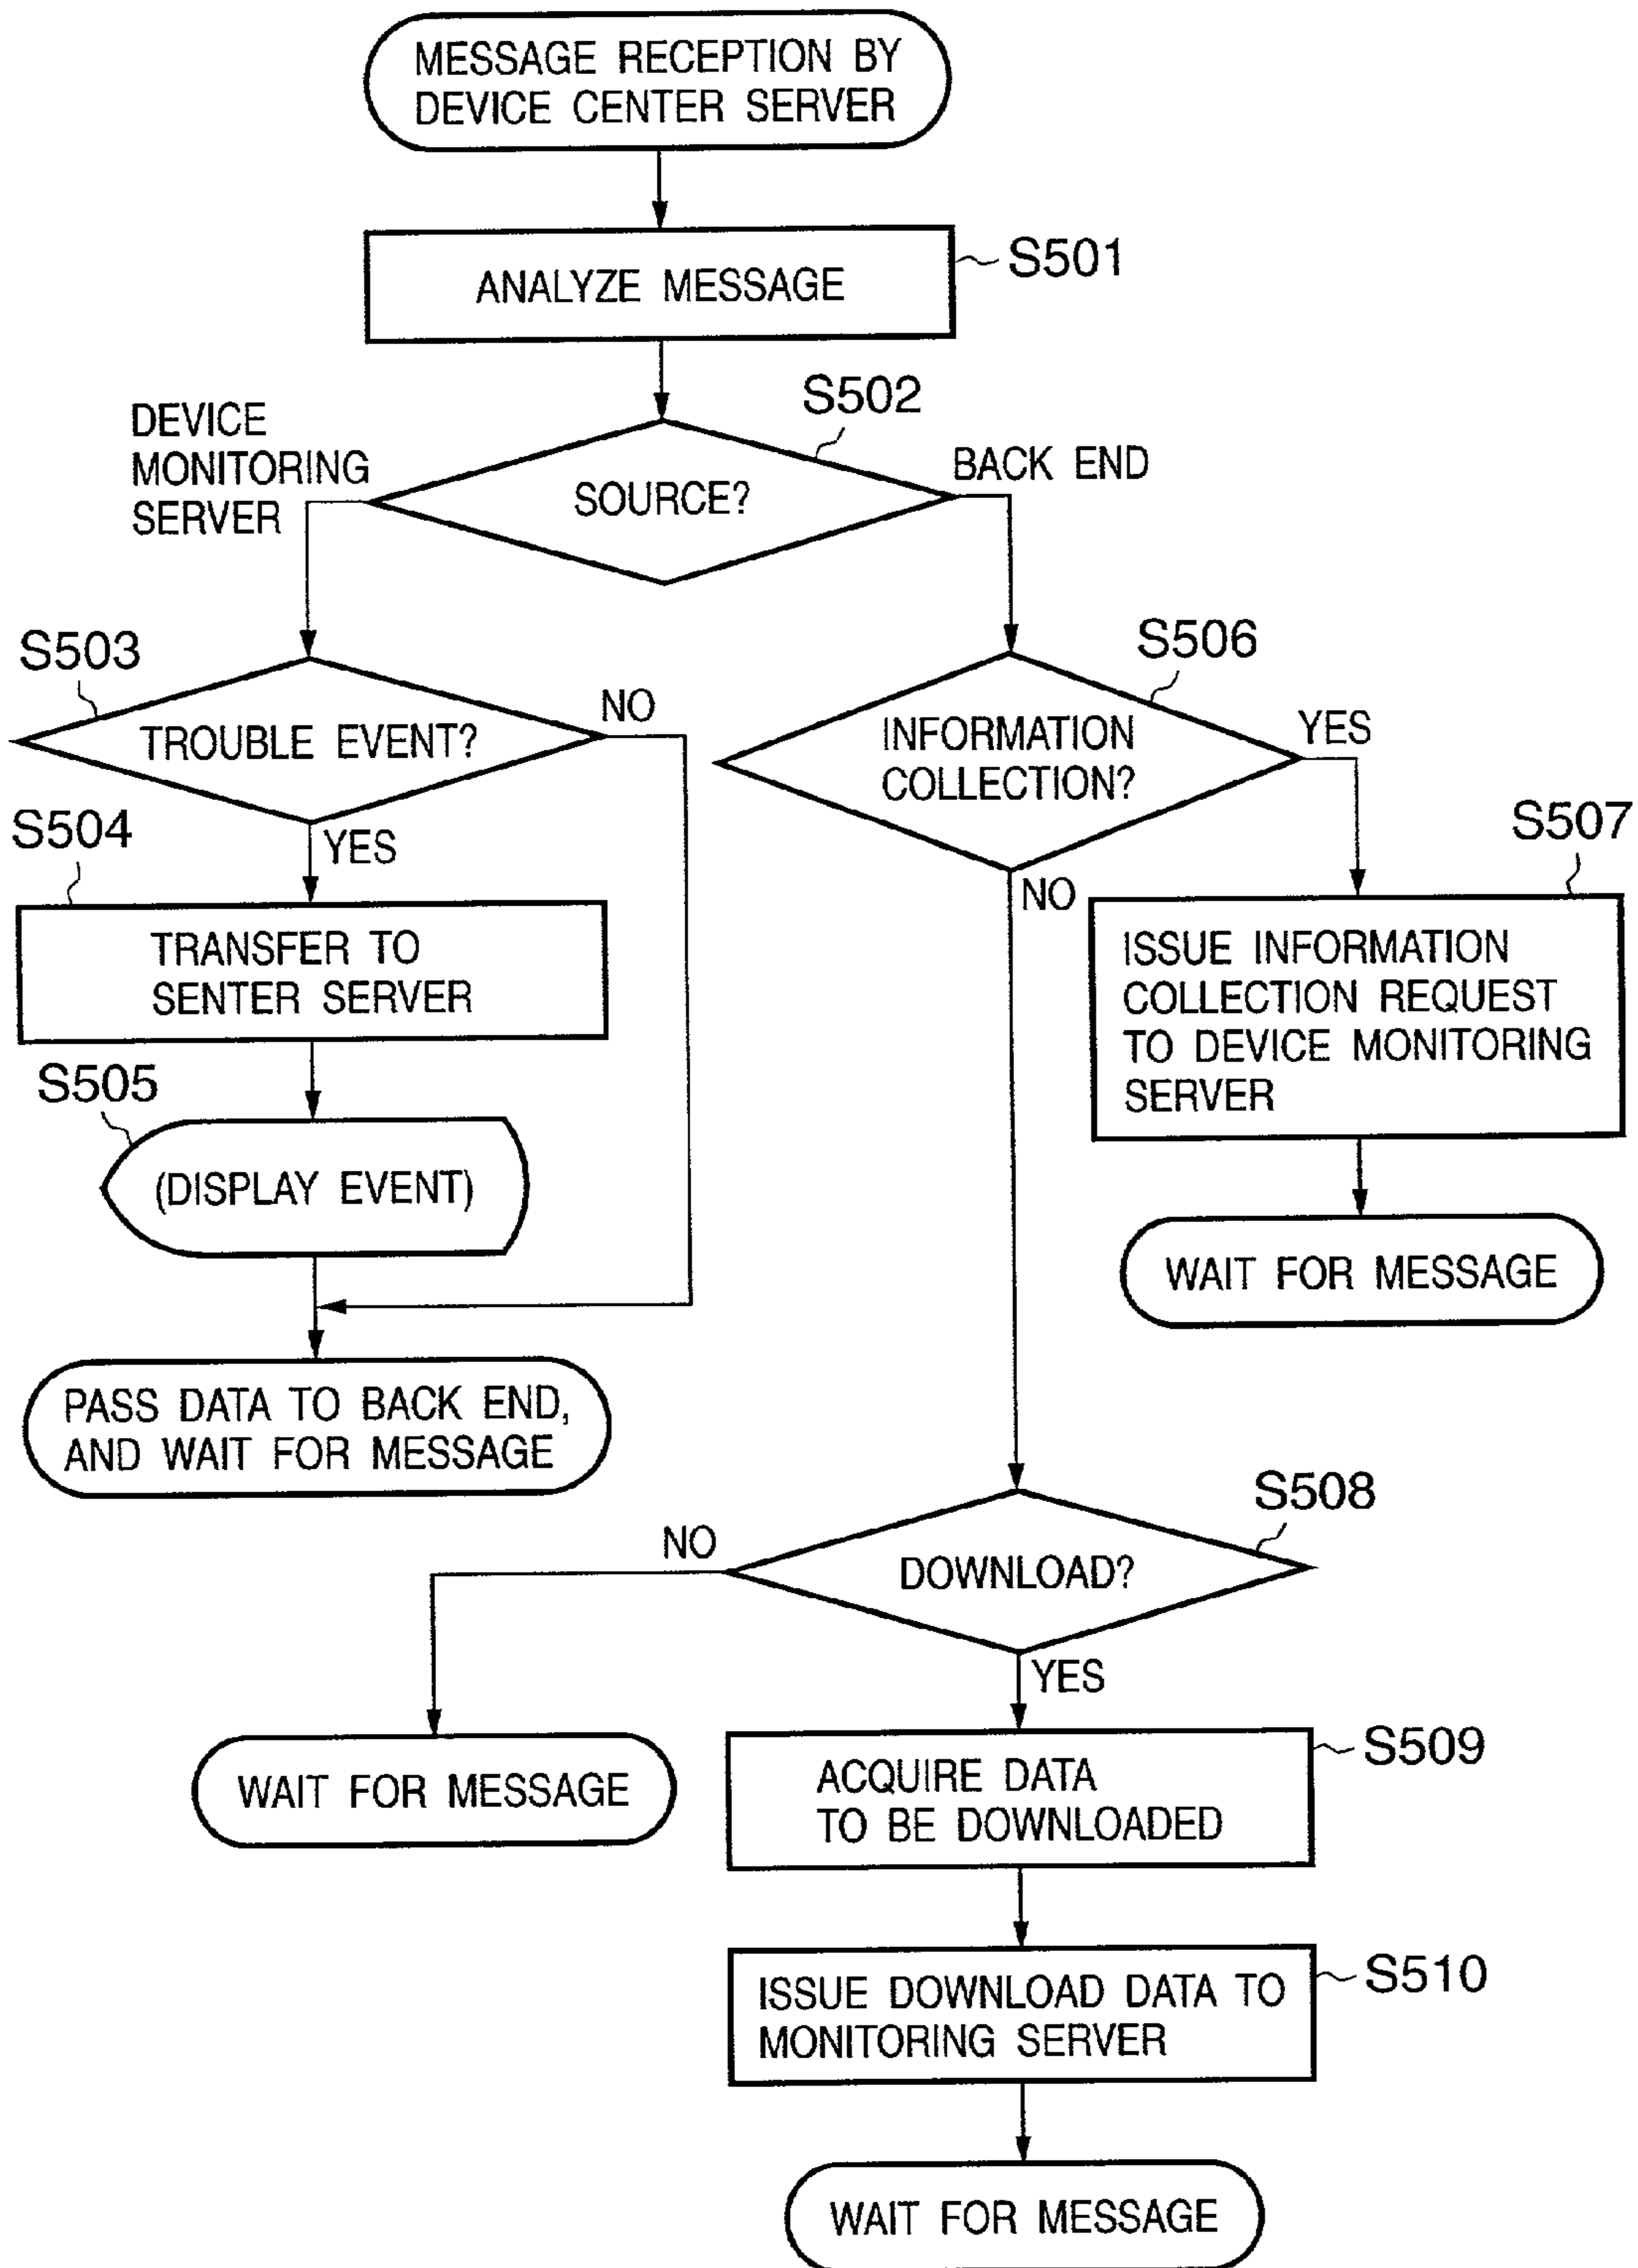 MESSAGE RECEPTION BY
DEVICE CENTER SERVER
ANALYZE MESSAGE
S501
S502
DEVICE
MONITORING
SERVER
SOURCE?
BACK END
S503
TROUBLE EVENT?
NO
YES
S506
INFORMATION
COLLECTION?
YES
NO
S504
TRANSFER TO
SENTER SERVER
S507
ISSUE INFORMATION
COLLECTION REQUEST
TO DEVICE MONITORING
SERVER
S505
(DISPLAY EVENT)
WAIT FOR MESSAGE
PASS DATA TO BACK END,
AND WAIT FOR MESSAGE
S508
DOWNLOAD?
NO
YES
WAIT FOR MESSAGE
S509
ACQUIRE DATA
TO BE DOWNLOADED
S510
ISSUE DOWNLOAD DATA TO
MONITORING SERVER
WAIT FOR MESSAGE